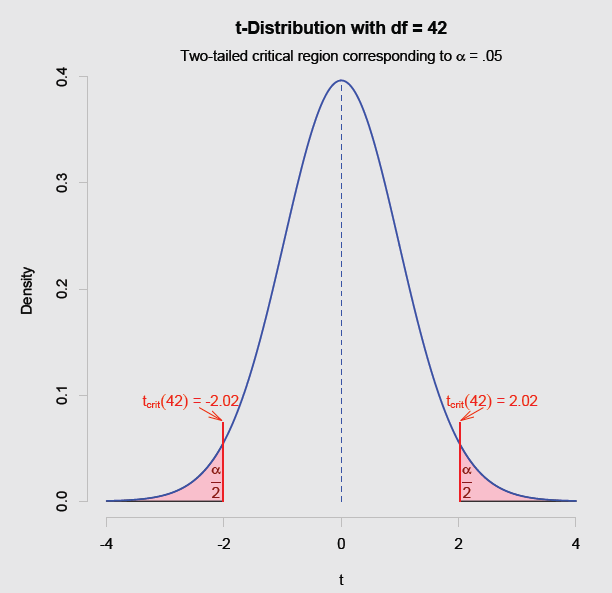 t-Distribution with df = 42
Two-tailed critical region corresponding to α = .05
0.4
0.3
0.2
0.1
0.0
Density
tcrit(42) = -2.02
tcrit(42) = 2.02
α
2
α
2
-4 -2 0 2 4
t